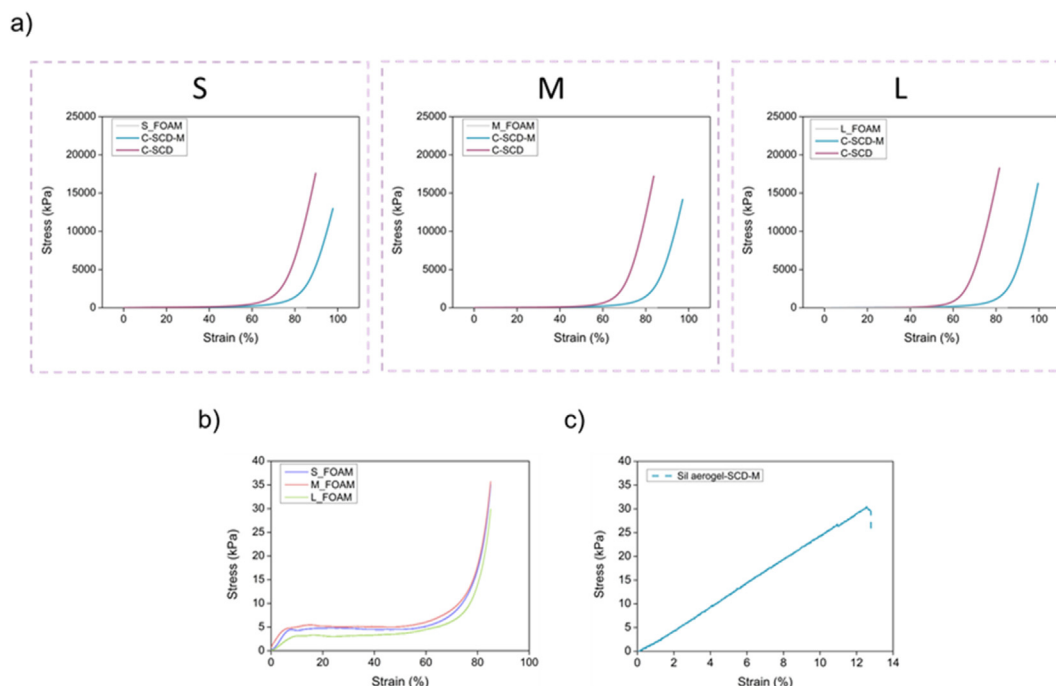 a)
S
25000
20000
15000
10000
5000
0
Stress (kPa)
S_FOAM
C-SCD-M
C-SCD
0 20 40 60 80 100
Strain (%)
M
25000
20000
15000
10000
5000
0
Stress (kPa)
M_FOAM
C-SCD-M
C-SCD
0 20 40 60 80 100
Strain (%)
L
25000
20000
15000
10000
5000
0
Stress (kPa)
L_FOAM
C-SCD-M
C-SCD
0 20 40 60 80 100
Strain (%)
b)
40
35
30
25
20
15
10
5
0
Stress (kPa)
S_FOAM
M_FOAM
L_FOAM
0 20 40 60 80 100
Strain (%)
c)
40
35
30
25
20
15
10
5
0
Stress (kPa)
Sil aerogel-SCD-M
0 2 4 6 8 10 12 14
Strain (%)